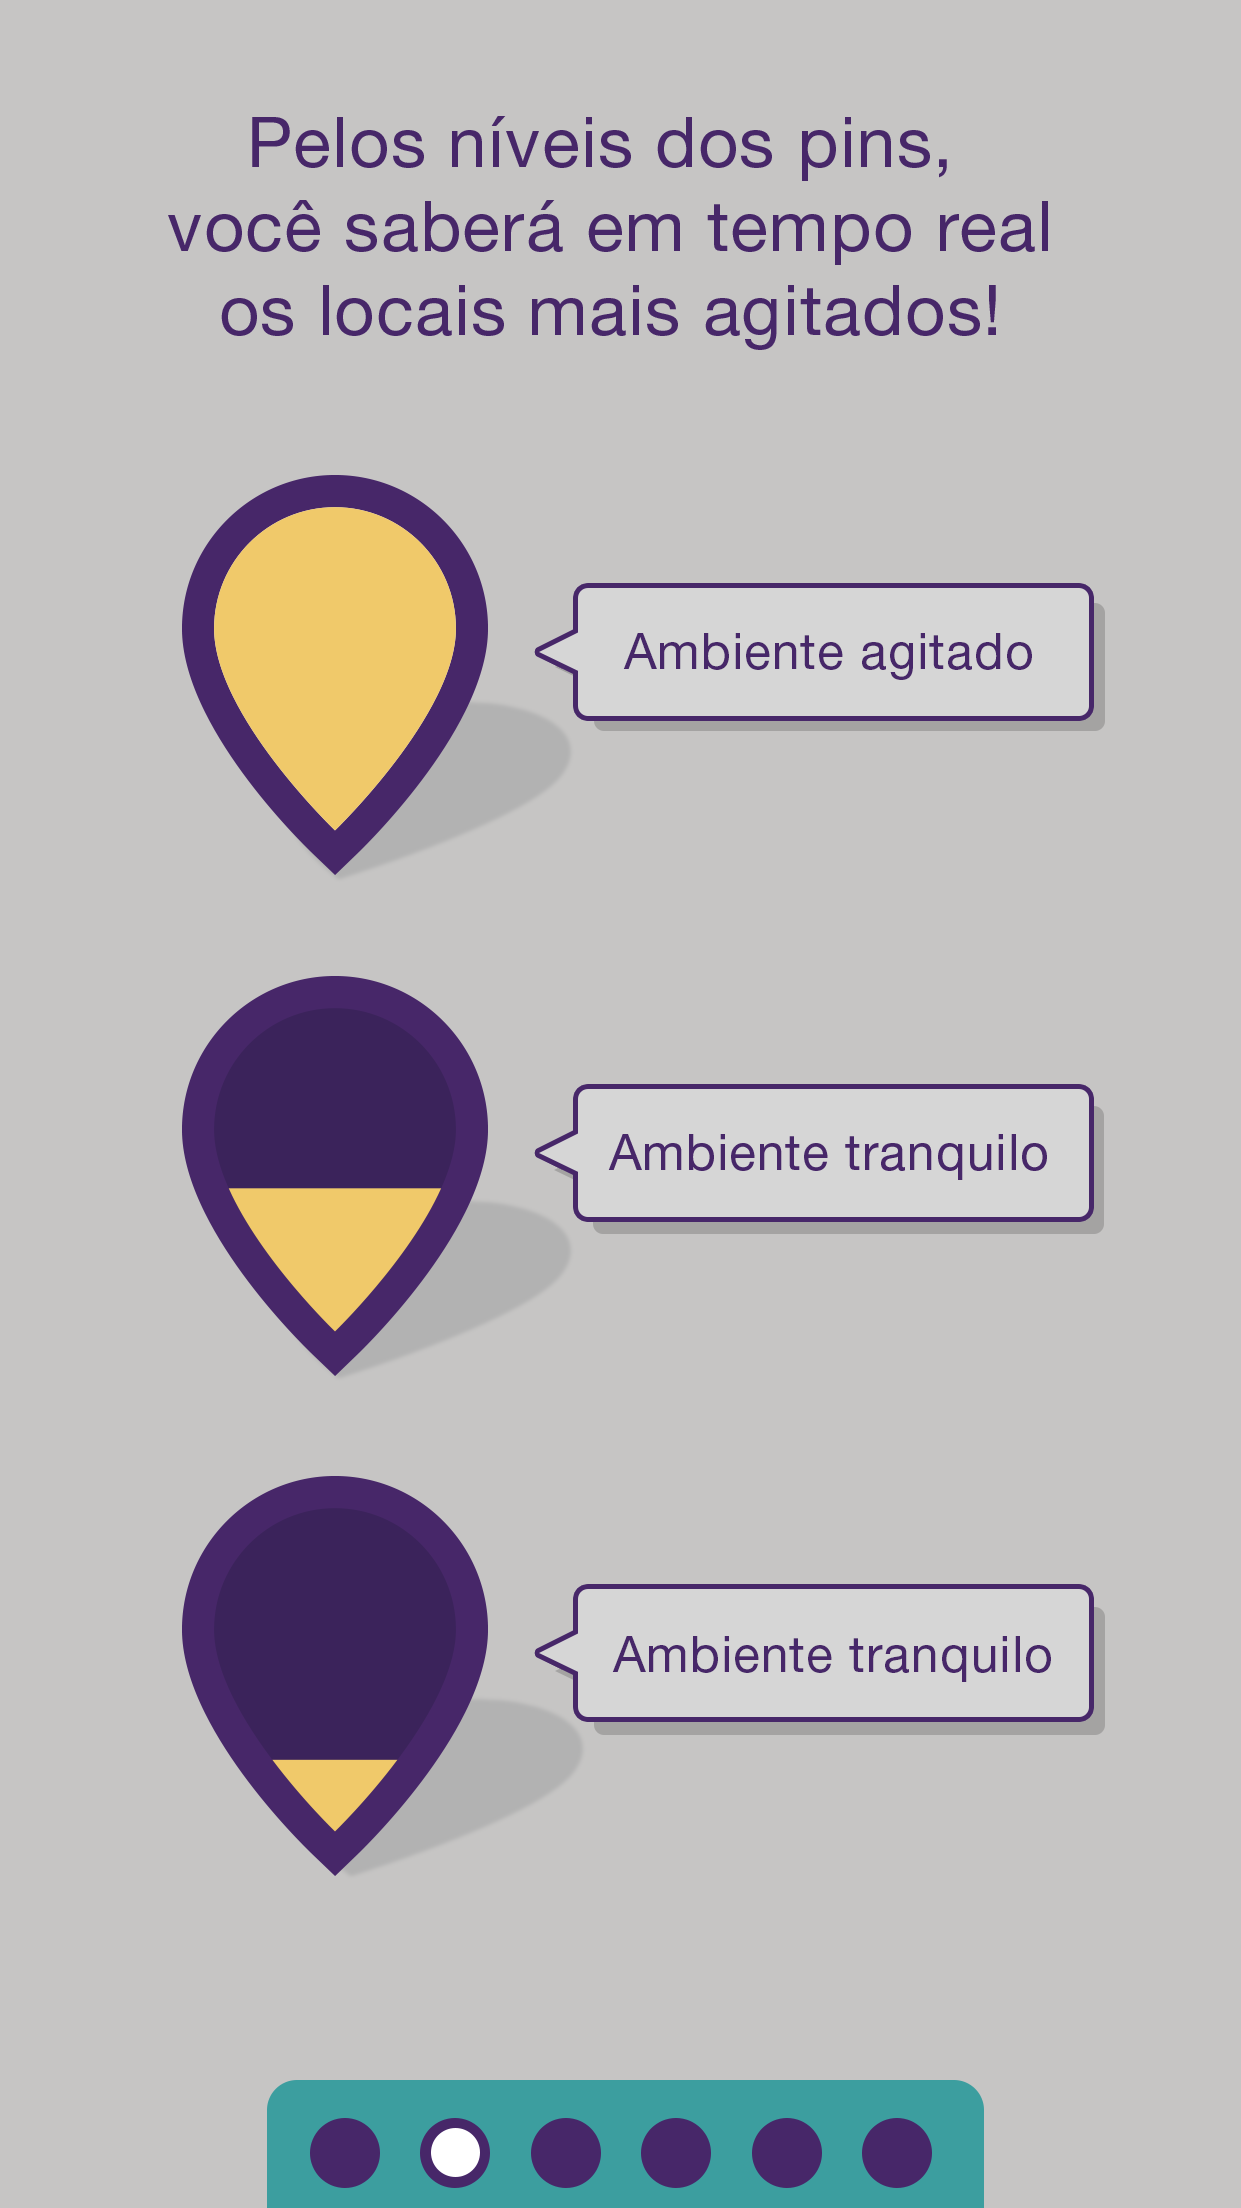 Pelos níveis dos pins,
você saberá em tempo real
os locais mais agitados!
Ambiente agitado
Ambiente tranquilo
Ambiente tranquilo